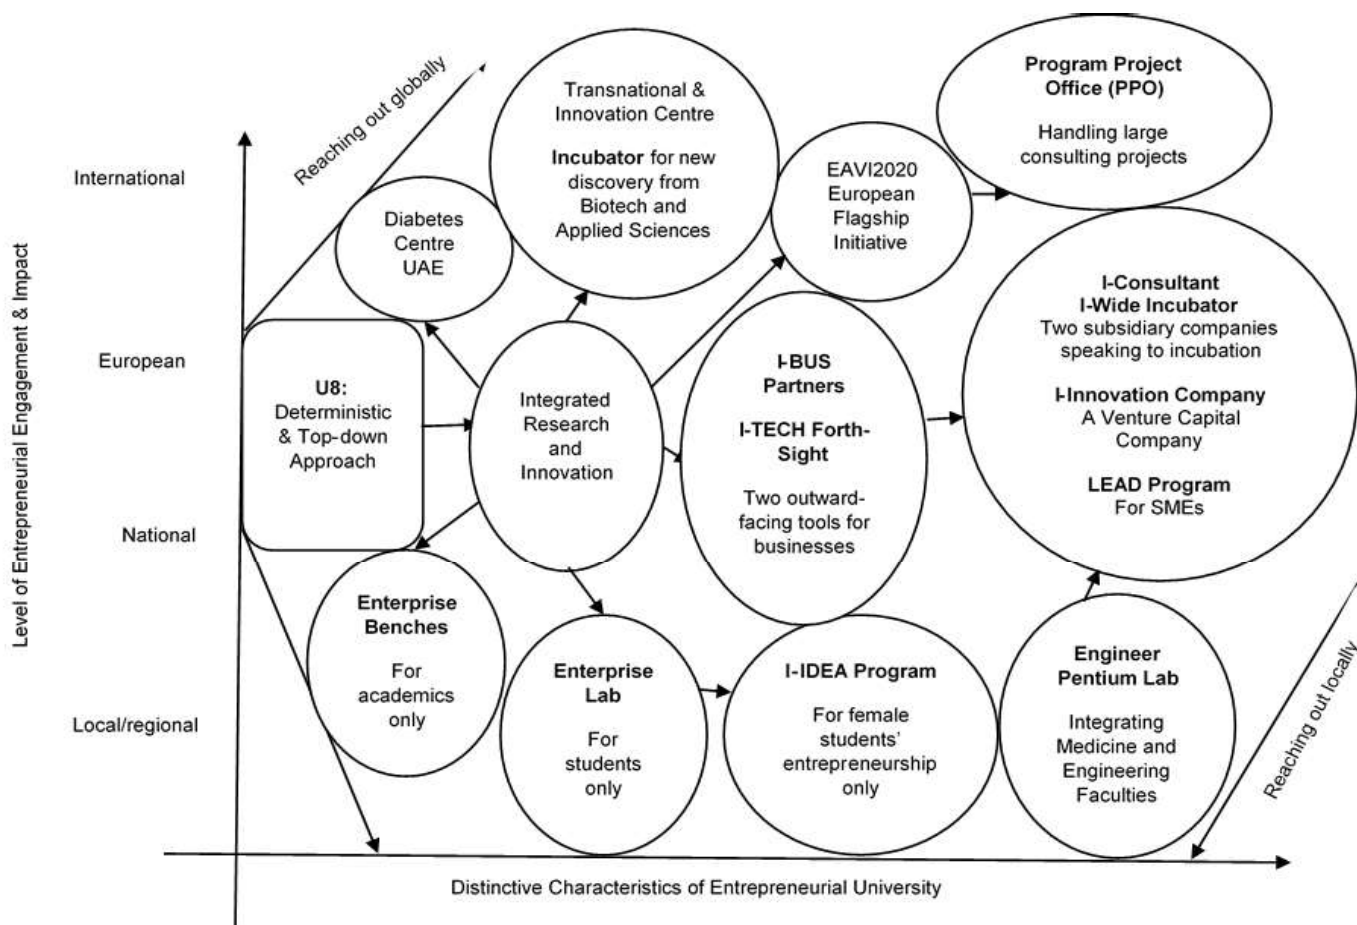 Level of Entrepreneurial Engagement & Impact
International
European
National
Local/regional
Reaching out globally
Diabetes
Centre
UAE
Transnational &
Innovation Centre
Incubator for new
discovery from
Biotech and
Applied Sciences
EAVI2020
European
Flagship
Initiative
Program Project
Office (PPO)
Handling large
consulting projects
U8:
Deterministic
& Top-down
Approach
Integrated
Research
and
Innovation
I-BUS
Partners
I-TECH Forth-
Sight
Two outward-
facing tools for
businesses
I-Consultant
I-Wide Incubator
Two subsidiary companies
speaking to incubation
I-Innovation Company
A Venture Capital
Company
LEAD Program
For SMEs
Enterprise
Benches
For
academics
only
Enterprise
Lab
For
students
only
I-IDEA Program
For female
students’
entrepreneurship
only
Engineer
Pentium Lab
Integrating
Medicine and
Engineering
Faculties
Reaching out locally
Distinctive Characteristics of Entrepreneurial University